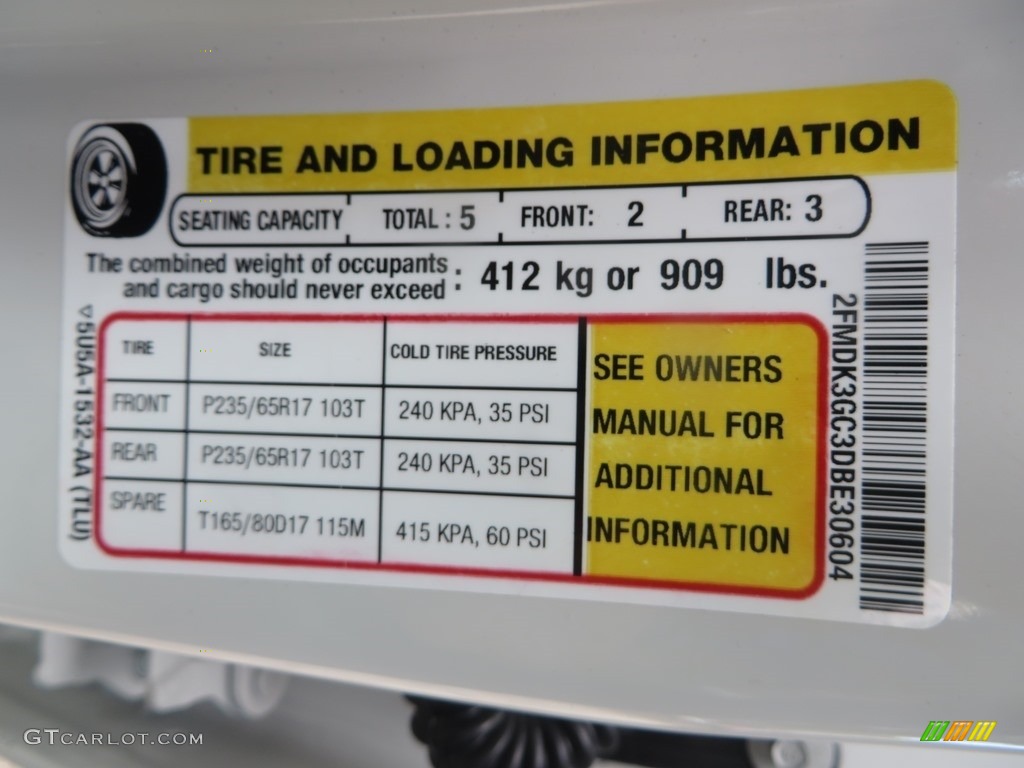 TIRE AND LOADING INFORMATION
SEATING CAPACITY TOTAL : 5 FRONT: 2 REAR: 3
The combined weight of occupants
and cargo should never exceed : 412 kg or 909 lbs.
TIRE SIZE COLD TIRE PRESSURE
FRONT P235/65R17 103T 240 KPA, 35 PSI
REAR P235/65R17 103T 240 KPA, 35 PSI
SPARE T165/80D17 115M 415 KPA, 60 PSI
SEE OWNERS
MANUAL FOR
ADDITIONAL
INFORMATION
▽5U5A-1532-AA (TLU)
2FMDK3GC3DBE30604
GTCARLOT.COM